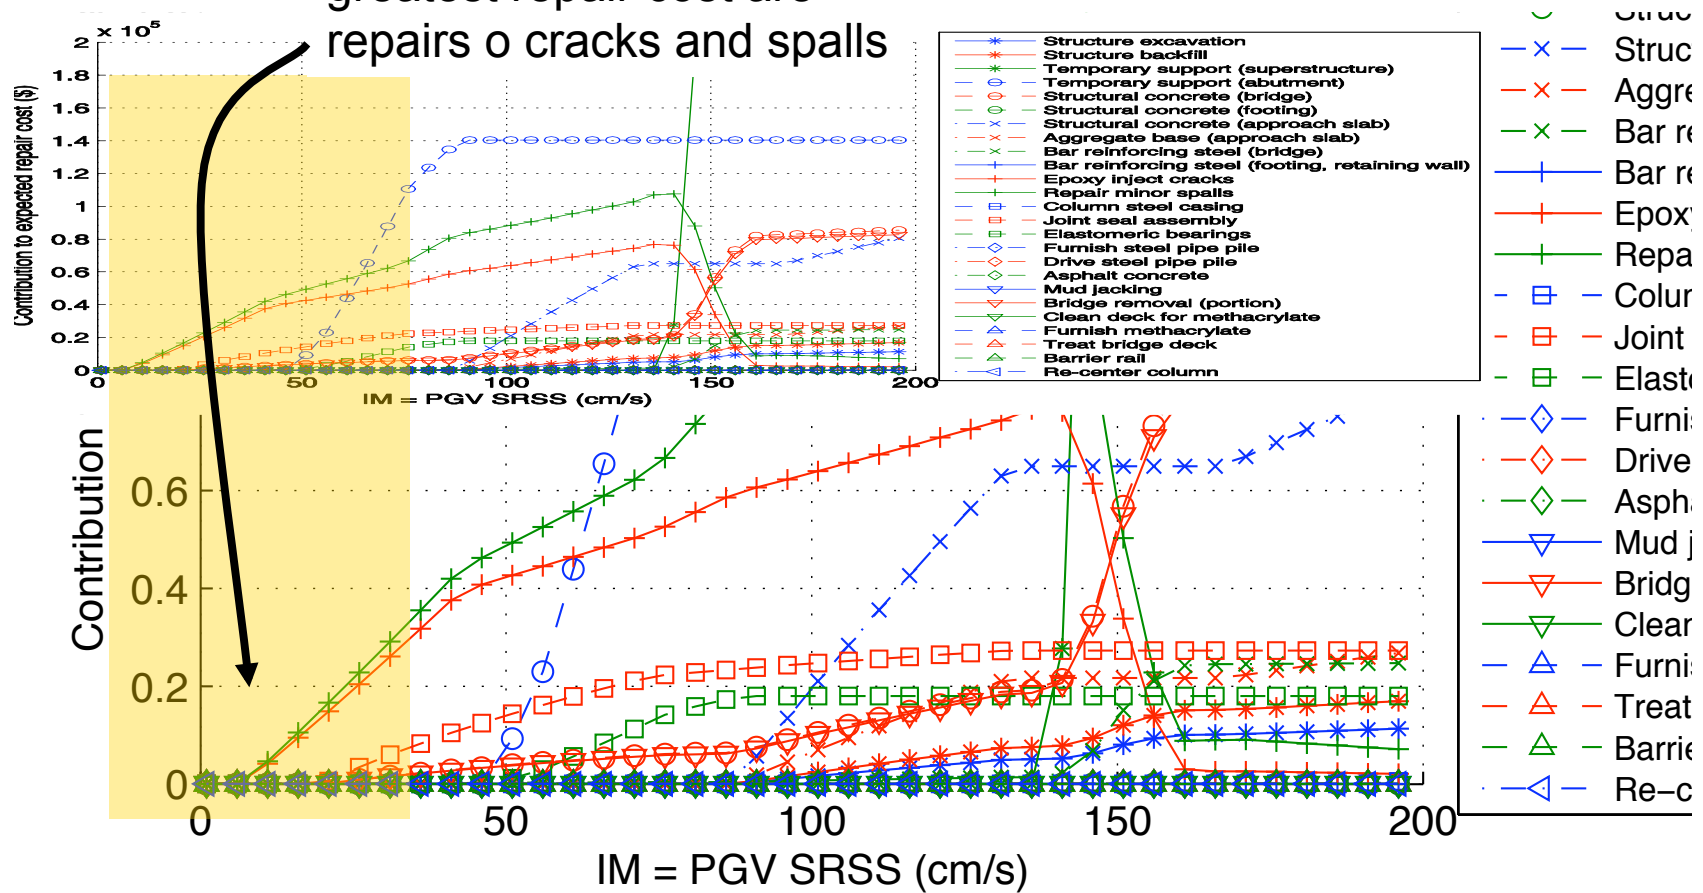 greatest repair cost are
repairs o cracks and spalls
x 10⁵
2
1.8
1.6
1.4
1.2
1
0.8
0.6
0.4
0.2
0
Contribution to expected repair cost ($)
0 50 100 150 200
IM = PGV SRSS (cm/s)
Structure excavation
Structure backfill
Temporary support (superstructure)
Temporary support (abutment)
Structural concrete (bridge)
Structural concrete (footing)
Structural concrete (approach slab)
Aggregate base (approach slab)
Bar reinforcing steel (bridge)
Bar reinforcing steel (footing, retaining wall)
Epoxy inject cracks
Repair minor spalls
Column steel casing
Joint seal assembly
Elastomeric bearings
Furnish steel pipe pile
Drive steel pipe pile
Asphalt concrete
Mud jacking
Bridge removal (portion)
Clean deck for methacrylate
Furnish methacrylate
Treat bridge deck
Barrier rail
Re-center column
Contribution
0.6
0.4
0.2
0
0 50 100 150 200
IM = PGV SRSS (cm/s)
Struc
Aggre
Bar re
Bar re
Epoxy
Repa
Colum
Joint
Elaste
Furnis
Drive
Aspha
Mud j
Bridg
Clean
Furnis
Treat
Barrie
Re−c